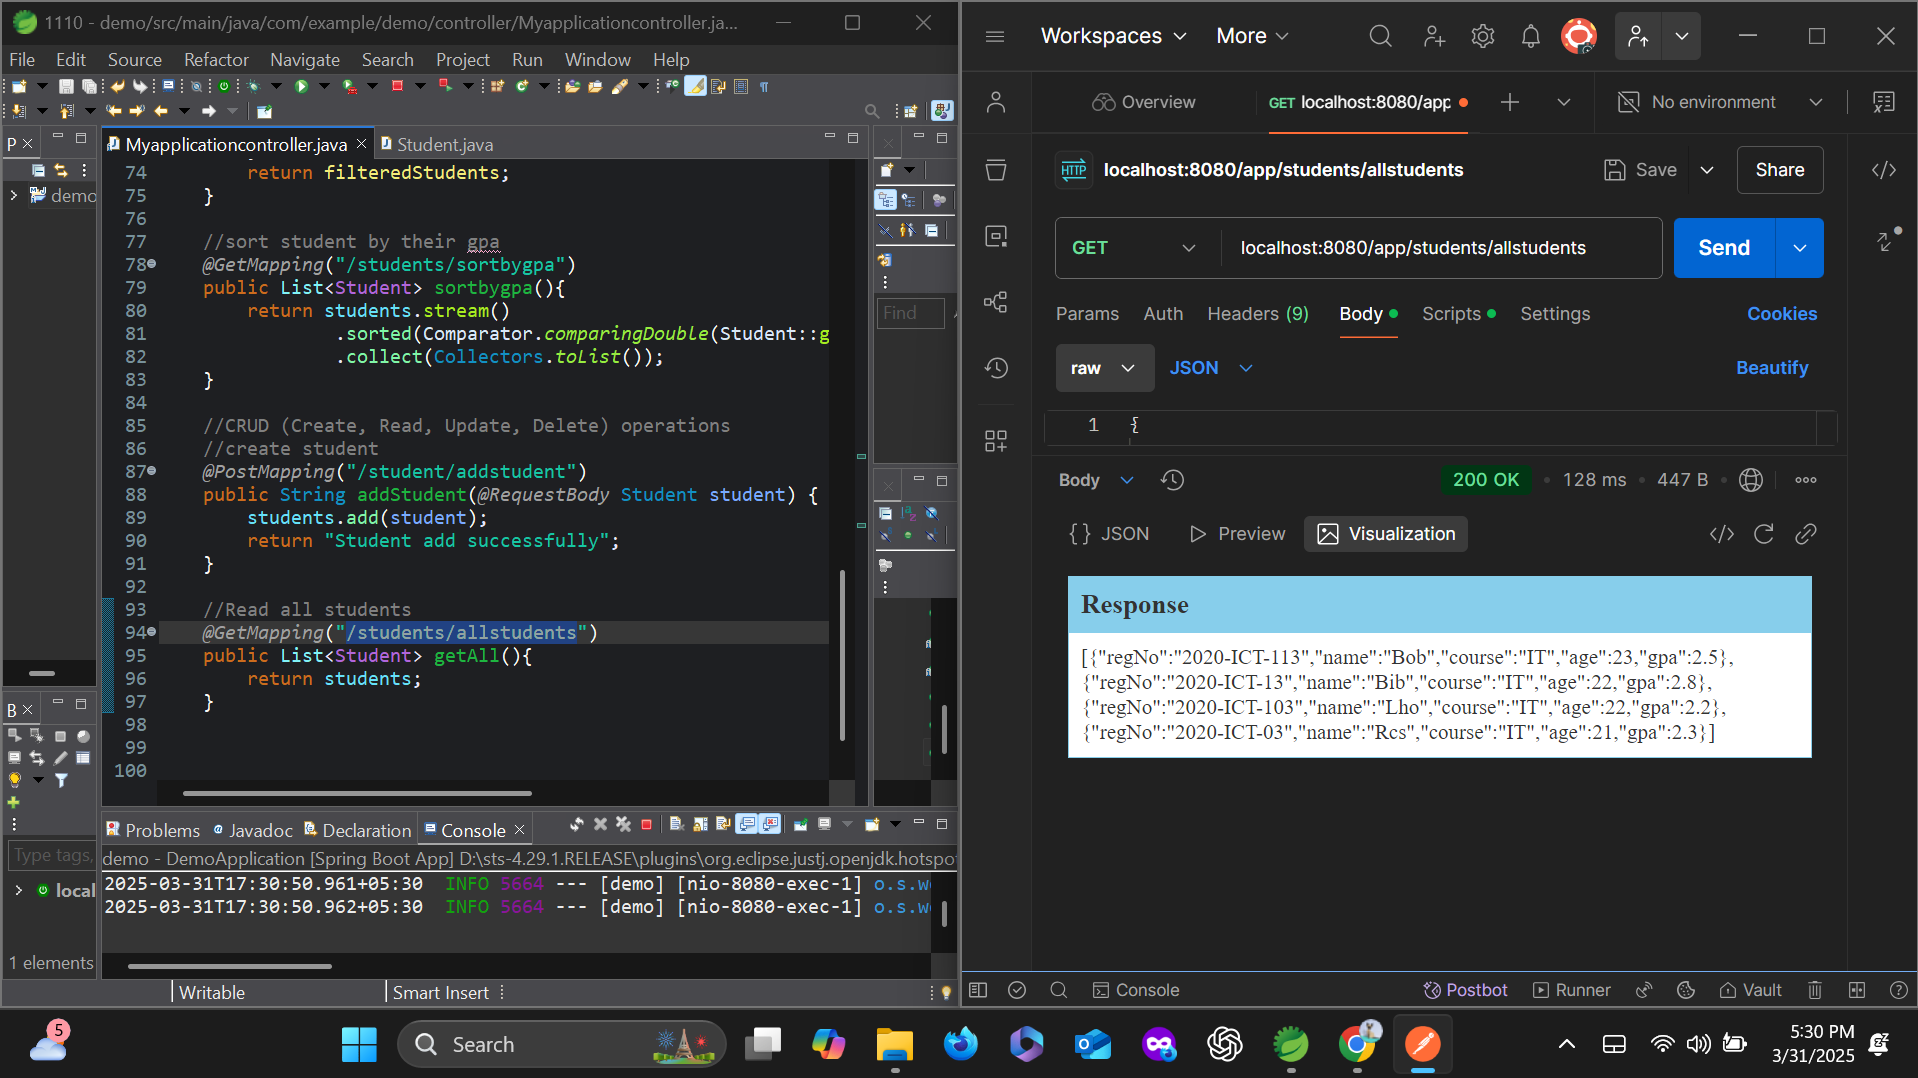 1110 - demo/src/main/java/com/example/demo/controller/Myapplicationcontroller.ja...
File Edit Source Refactor Navigate Search Project Run Window Help
P
demo
Myapplicationcontroller.java
Student.java
74 return filteredStudents;
75 }
76
77 //sort student by their gpa
78 @GetMapping("/students/sortbygpa")
79 public List<Student> sortbygpa(){
80 return students.stream()
81 .sorted(Comparator.comparingDouble(Student::g
82 .collect(Collectors.toList());
83 }
84
85 //CRUD (Create, Read, Update, Delete) operations
86 //create student
87 @PostMapping("/student/addstudent")
88 public String addStudent(@RequestBody Student student) {
89 students.add(student);
90 return "Student add successfully";
91 }
92
93 //Read all students
94 @GetMapping("/students/allstudents")
95 public List<Student> getAll(){
96 return students;
97 }
98
99
100
Find
B
Type tags,
local
1 elements
Problems Javadoc Declaration Console
demo - DemoApplication [Spring Boot App] D:\sts-4.29.1.RELEASE\plugins\org.eclipse.justj.openjdk.hotspo
2025-03-31T17:30:50.961+05:30 INFO 5664 --- [demo] [nio-8080-exec-1] o.s.w
2025-03-31T17:30:50.962+05:30 INFO 5664 --- [demo] [nio-8080-exec-1] o.s.w
Writable
Smart Insert
Workspaces More
Overview
GET localhost:8080/app
No environment
HTTP localhost:8080/app/students/allstudents
Save
Share
GET
localhost:8080/app/students/allstudents
Send
Params Auth Headers (9) Body Scripts Settings Cookies
raw JSON Beautify
1 {
Body
200 OK • 128 ms • 447 B
{} JSON Preview Visualization
Response
[{"regNo":"2020-ICT-113","name":"Bob","course":"IT","age":23,"gpa":2.5},
{"regNo":"2020-ICT-13","name":"Bib","course":"IT","age":22,"gpa":2.8},
{"regNo":"2020-ICT-103","name":"Lho","course":"IT","age":22,"gpa":2.2},
{"regNo":"2020-ICT-03","name":"Rcs","course":"IT","age":21,"gpa":2.3}]
Console
Postbot Runner Vault
5
Search
5:30 PM
3/31/2025